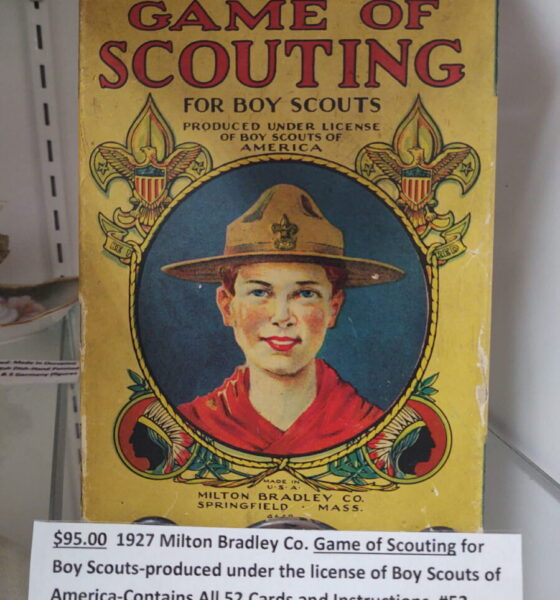 GAME OF
SCOUTING
FOR BOY SCOUTS
PRODUCED UNDER LICENSE
OF BOY SCOUTS OF
AMERICA
MADE IN
U·S·A·
MILTON BRADLEY CO.
SPRINGFIELD · MASS.
$95.00 1927 Milton Bradley Co. Game of Scouting for
Boy Scouts-produced under the license of Boy Scouts of
America-Contains All 52 Cards and Instructions #52